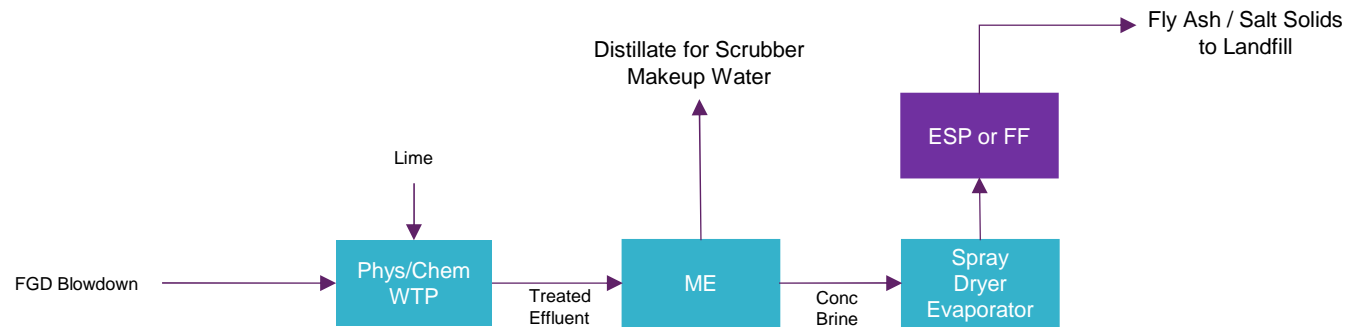 Fly Ash / Salt Solids
to Landfill
Distillate for Scrubber
Makeup Water
ESP or FF
Lime
FGD Blowdown
Phys/Chem
WTP
Treated
Effluent
ME
Conc
Brine
Spray
Dryer
Evaporator